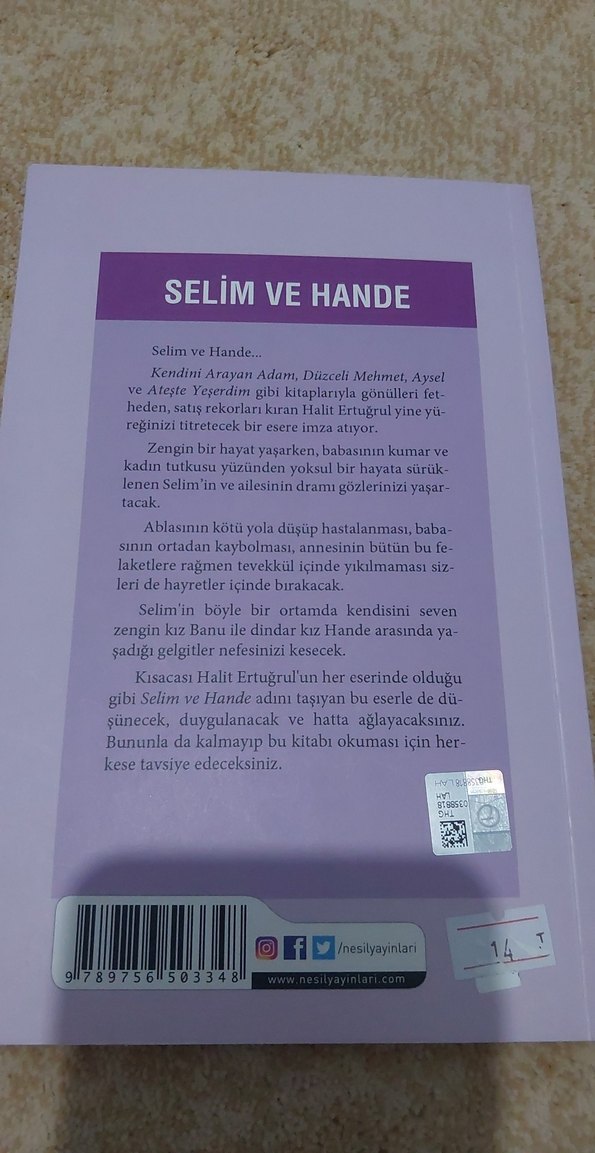 SELİM VE HANDE
Selim ve Hande...
Kendini Arayan Adam, Düzceli Mehmet, Aysel
ve Ateşte Yeşerdim gibi kitaplarıyla gönülleri fet-
heden, satış rekorları kıran Halit Ertuğrul yine yü-
reğinizi titretecek bir esere imza atıyor.
Zengin bir hayat yaşarken, babasının kumar ve
kadın tutkusu yüzünden yoksul bir hayata sürük-
lenen Selim'in ve ailesinin dramı gözlerinizi yaşar-
tacak.
Ablasının kötü yola düşüp hastalanması, baba-
sının ortadan kaybolması, annesinin bütün bu fe-
laketlere rağmen tevekkül içinde yıkılmaması siz-
leri de hayretler içinde bırakacak.
Selim'in böyle bir ortamda kendisini seven
zengin kız Banu ile dindar kız Hande arasında ya-
şadığı gelgitler nefesinizi kesecek.
Kısacası Halit Ertuğrul'un her eserinde olduğu
gibi Selim ve Hande adını taşıyan bu eserle de dü-
şünecek, duygulanacak ve hatta ağlayacaksınız.
Bununla da kalmayıp bu kitabı okuması için her-
kese tavsiye edeceksiniz.
THG0358818 LAH
THG
0358818
LAH
/nesilyayinlari
www.nesilyayinlari.com
9 789756 503348
14 T